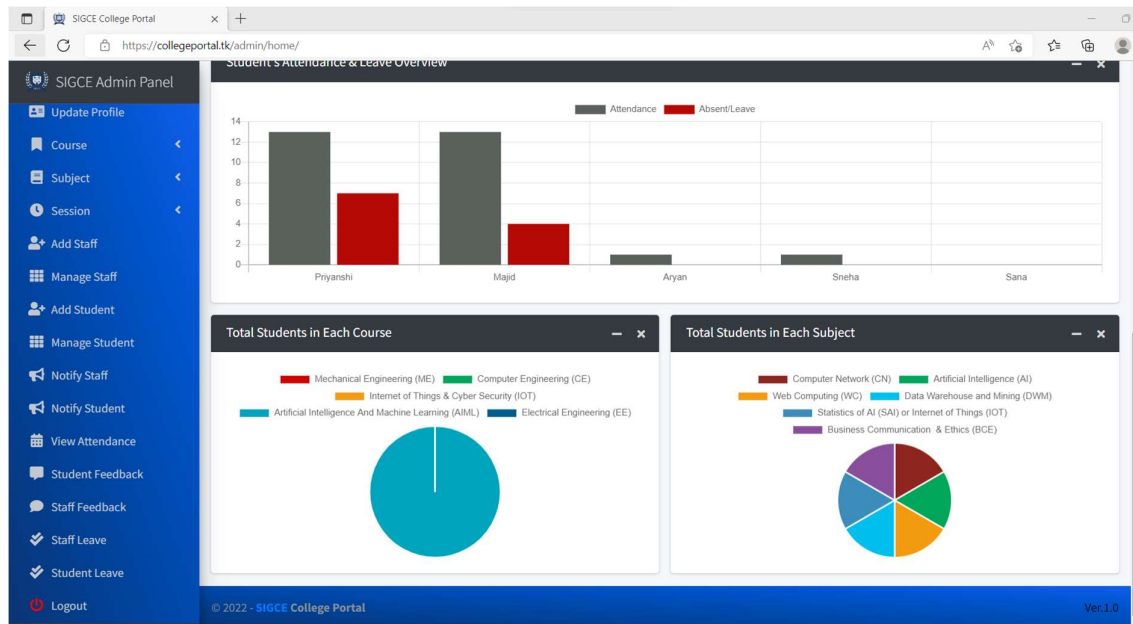 SIGCE College Portal
https://collegeportal.tk/admin/home/
SIGCE Admin Panel
Update Profile
Course
Subject
Session
Add Staff
Manage Staff
Add Student
Manage Student
Notify Staff
Notify Student
View Attendance
Student Feedback
Staff Feedback
Staff Leave
Student Leave
Logout
Student's Attendance & Leave Overview
Attendance Absent/Leave
14
12
10
8
6
4
2
0
Priyanshi Majid Aryan Sneha Sana
Total Students in Each Course
Mechanical Engineering (ME) Computer Engineering (CE)
Internet of Things & Cyber Security (IOT)
Artificial Intelligence And Machine Learning (AIML) Electrical Engineering (EE)
Total Students in Each Subject
Computer Network (CN) Artificial Intelligence (AI)
Web Computing (WC) Data Warehouse and Mining (DWM)
Statistics of AI (SAI) or Internet of Things (IOT)
Business Communication & Ethics (BCE)
© 2022 - SIGCE College Portal
Ver.1.0